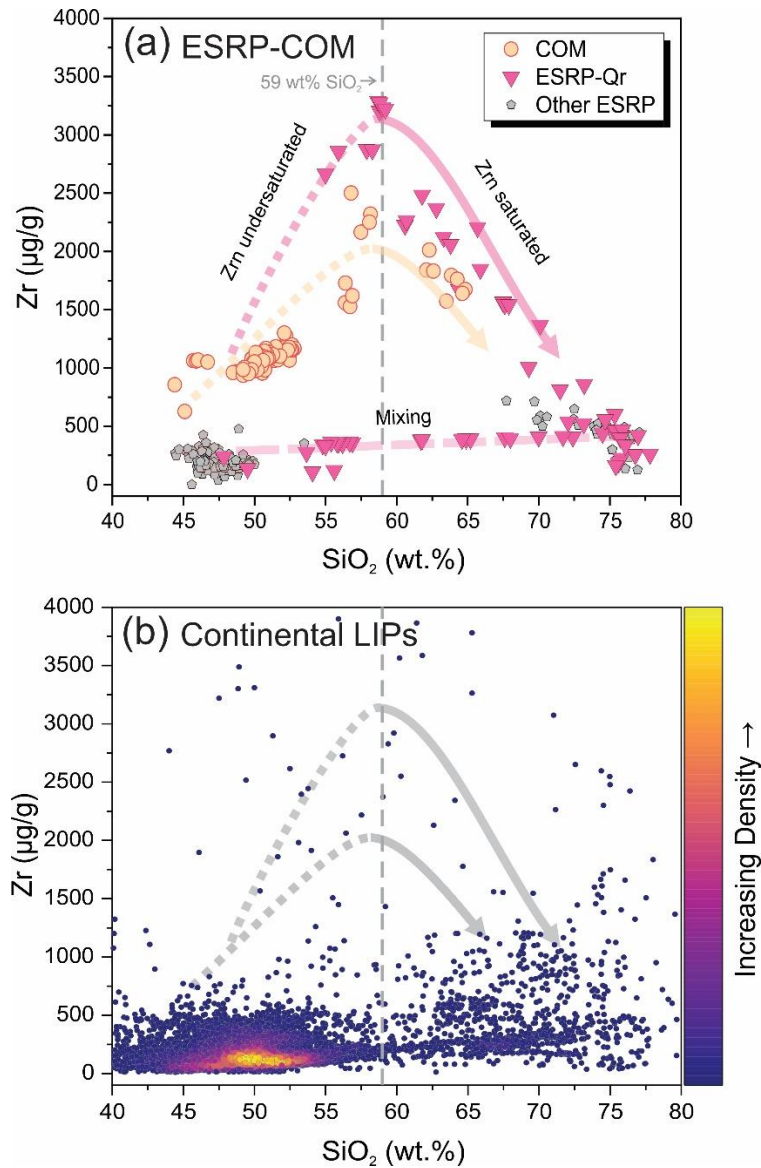 (a) ESRP-COM
COM
ESRP-Qr
Other ESRP
59 wt% SiO₂→
Zrn undersaturated
Zrn saturated
Mixing
4000
3500
3000
2500
2000
1500
1000
500
0
Zr (µg/g)
40 45 50 55 60 65 70 75 80
SiO₂ (wt.%)
(b) Continental LIPs
4000
3500
3000
2500
2000
1500
1000
500
0
Zr (µg/g)
Increasing Density →
40 45 50 55 60 65 70 75 80
SiO₂ (wt.%)